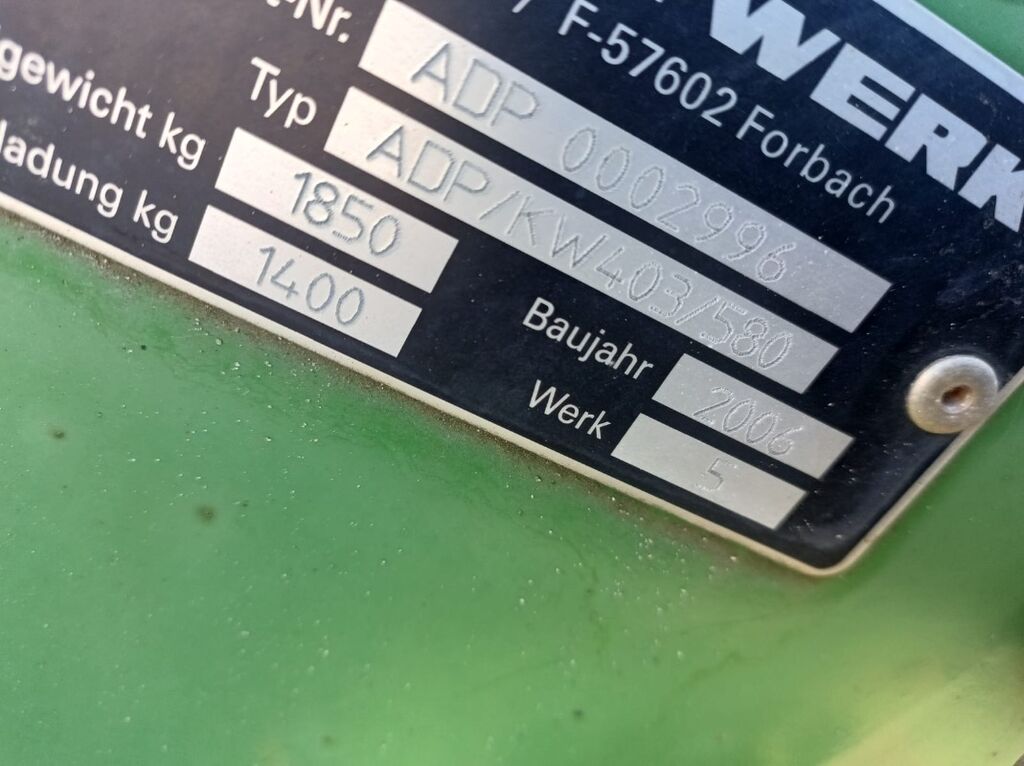 WERK
F-57602 Forbach
-Nr. ADP 0002996
Typ ADP/KW403/580
gewicht kg 1850
ladung kg 1400
Baujahr 2006
Werk 5